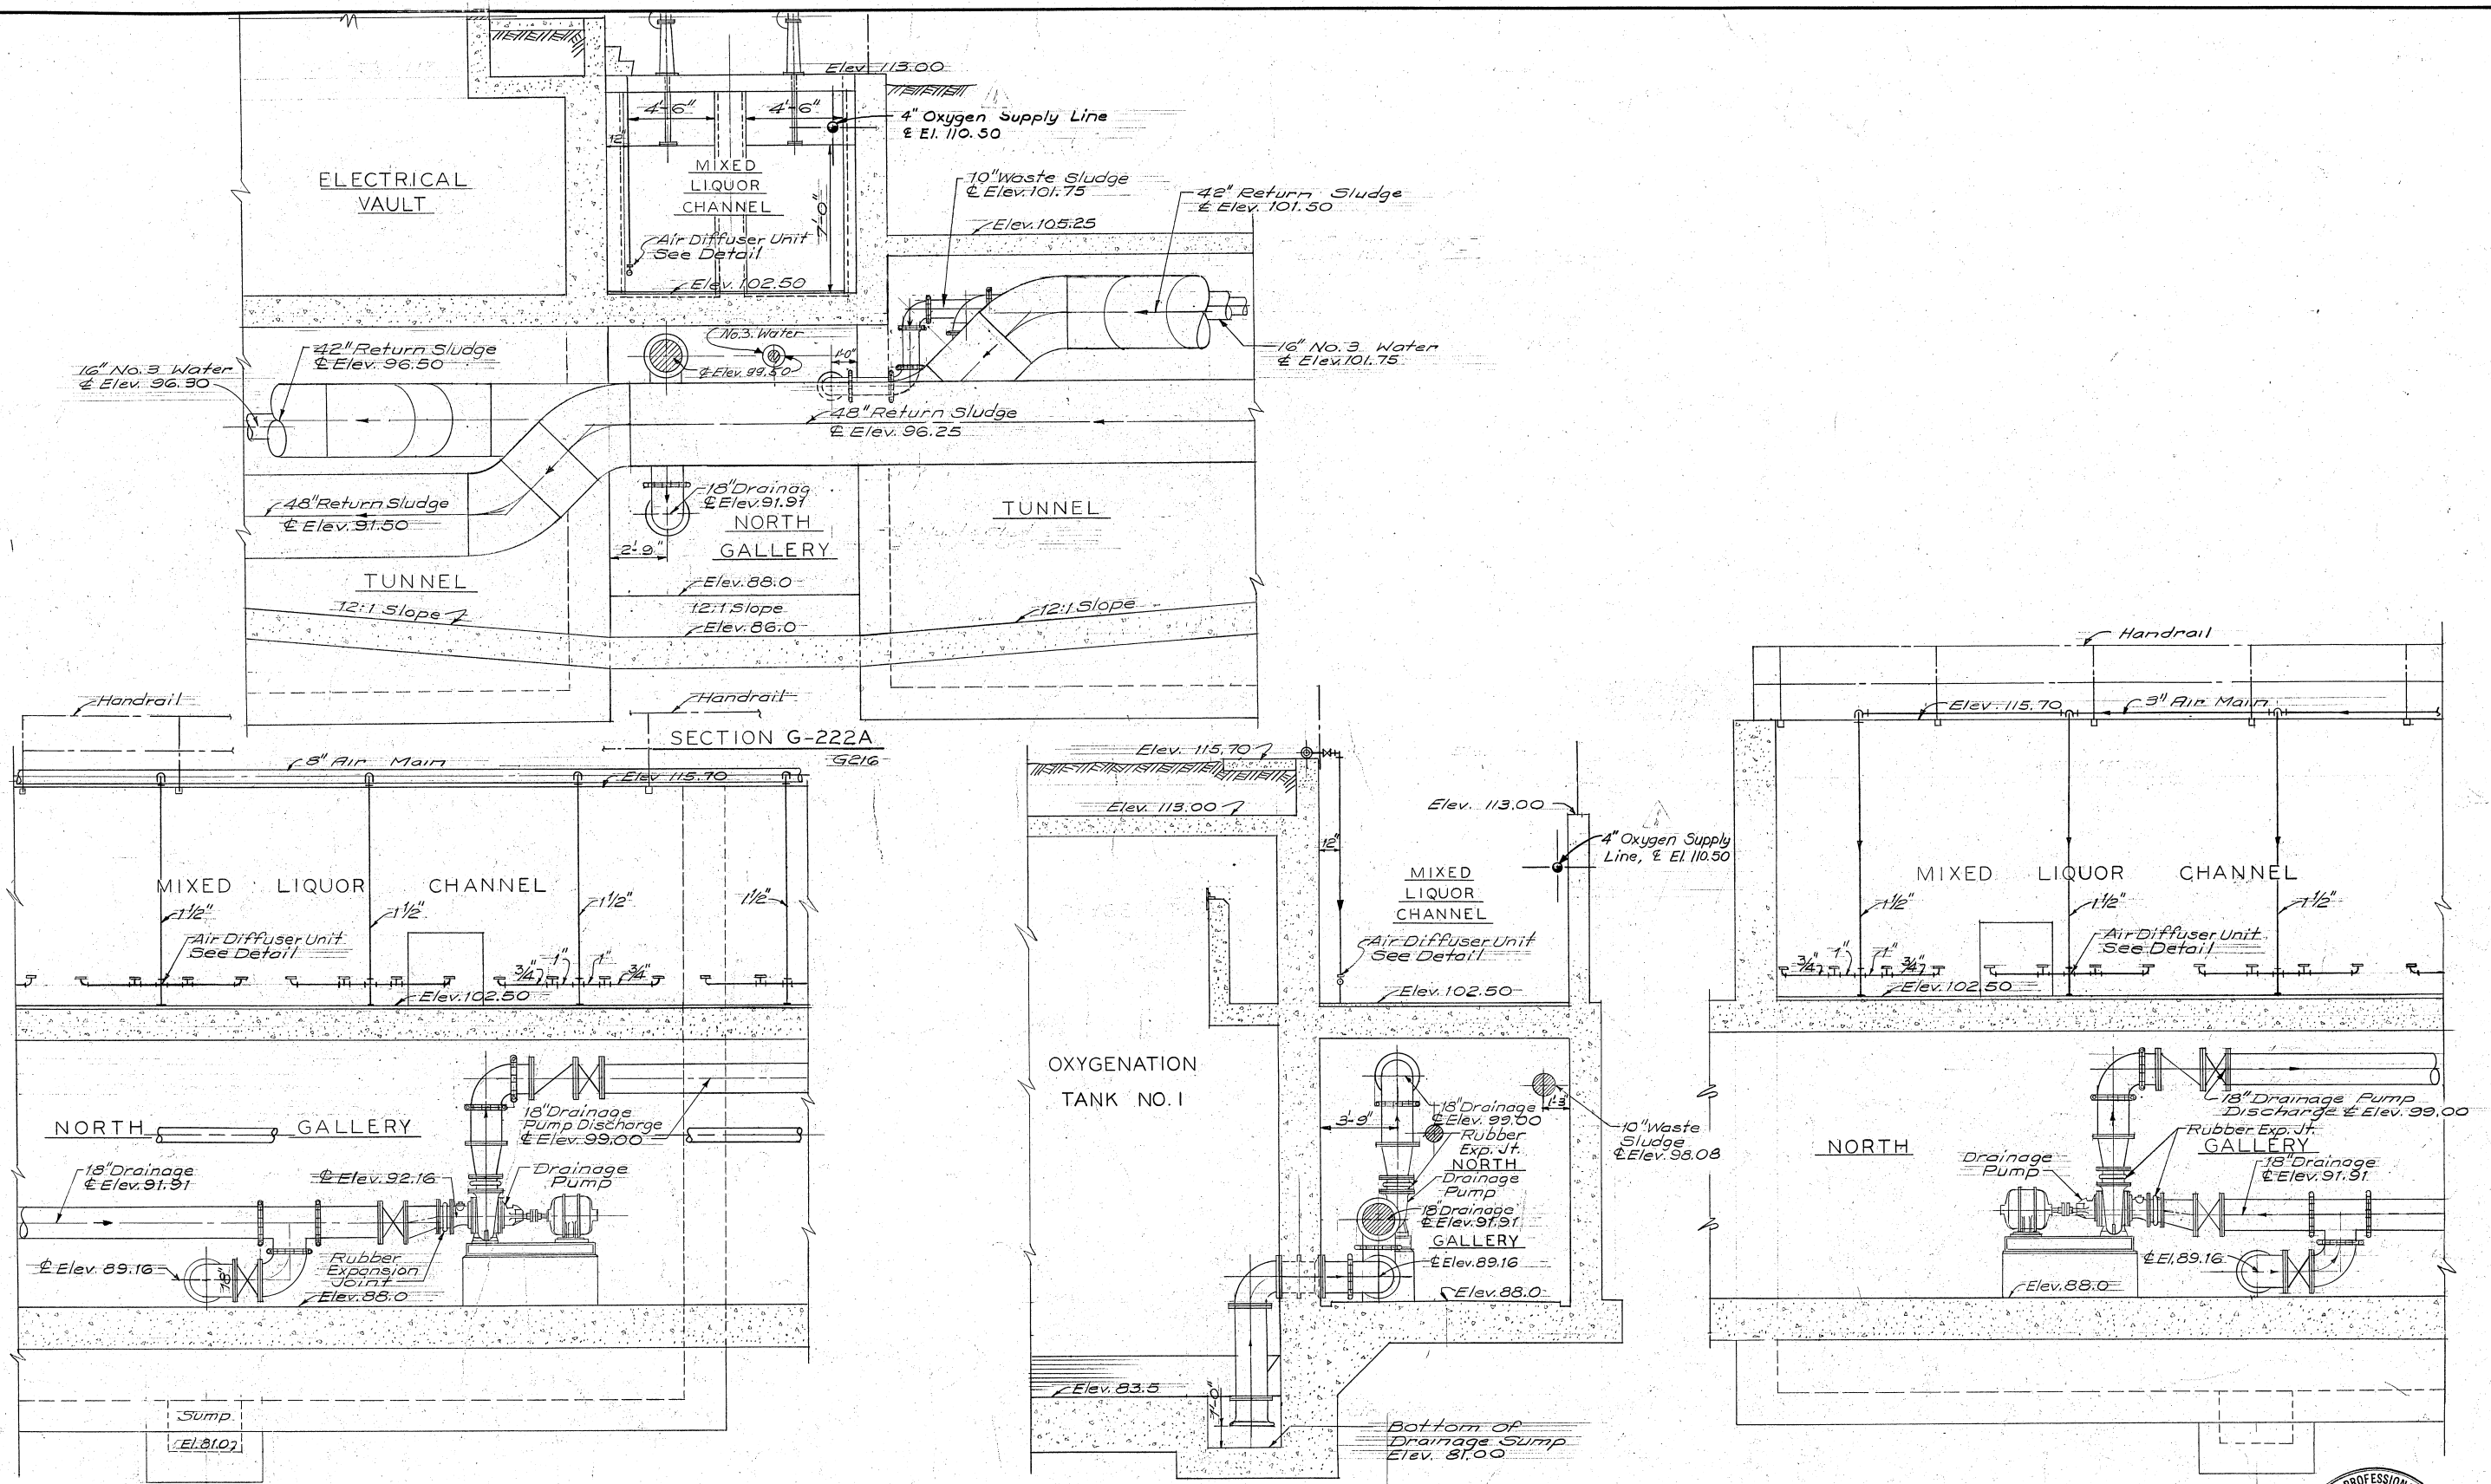 Elev. 113.00
4'-6"
4'-6"
4" Oxygen Supply Line
℄ El. 110.50
12"
ELECTRICAL
VAULT
MIXED
LIQUOR
CHANNEL
7'-0"
10" Waste Sludge
℄ Elev. 101.75
42" Return Sludge
℄ Elev. 101.50
Elev. 105.25
Air Diffuser Unit
See Detail
Elev. 102.50
No.3. Water
1'-0"
16" No. 3 Water
℄ Elev. 101.75
42" Return Sludge
℄ Elev. 96.50
16" No. 3 Water
℄ Elev. 96.30
℄ Elev. 99.50
48" Return Sludge
℄ Elev. 96.25
18" Drainag
℄ Elev. 91.91
NORTH
GALLERY
TUNNEL
48" Return Sludge
℄ Elev. 91.50
2'-9"
TUNNEL
Elev. 88.0
12:1 Slope
12:1 Slope
12:1 Slope
Elev. 86.0
SECTION G-222A
G216
Handrail
Handrail
8" Air Main
Elev 115.70
MIXED LIQUOR CHANNEL
1½"
1½"
1½"
1½"
Air Diffuser Unit
See Detail
¾"
1"
1"
¾"
Elev. 102.50
NORTH GALLERY
18" Drainage
Pump Discharge
℄ Elev. 99.00
18" Drainage
℄ Elev. 91.91
℄ Elev. 92.16
Drainage
Pump
℄ Elev. 89.16
18"
Rubber
Expansion
Joint
Elev. 88.0
Sump
El. 81.0
Elev. 115.70
Elev. 113.00
Elev. 113.00
12"
4" Oxygen Supply
Line, ℄ El. 110.50
MIXED
LIQUOR
CHANNEL
Air Diffuser Unit
See Detail
Elev. 102.50
OXYGENATION
TANK NO. 1
3'-9"
18" Drainage
℄ Elev. 99.00
1'-3"
Rubber
Exp. Jt.
10" Waste
Sludge
℄ Elev. 98.08
NORTH
Drainage
Pump
18" Drainage
℄ Elev. 91.91
GALLERY
℄ Elev. 89.16
Elev. 88.0
Elev. 83.5
1'-0"
Bottom of
Drainage Sump
Elev. 81.00
Handrail
Elev. 115.70
3" Air Main
MIXED LIQUOR CHANNEL
1½"
1½"
1½"
Air Diffuser Unit
See Detail
¾"
1"
1"
¾"
Elev. 102.50
18" Drainage Pump
Discharge ℄ Elev. 99.00
Rubber Exp. Jt.
NORTH GALLERY
Drainage
Pump
18" Drainage
℄ Elev. 91.91
℄ El. 89.16
Elev. 88.0
PROFESSION